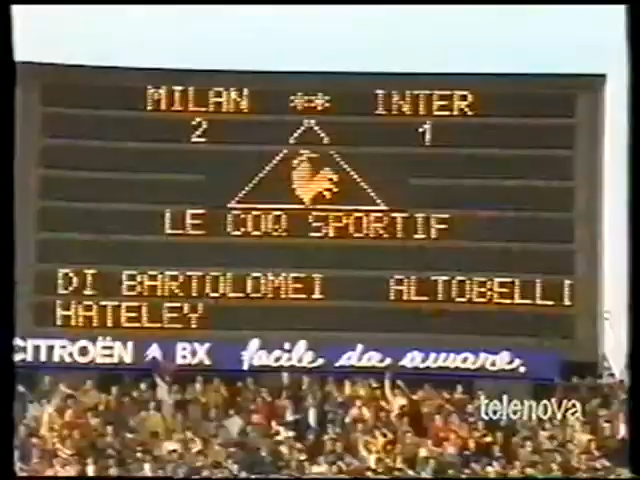 MILAN ** INTER
2 1
LE COQ SPORTIF
DI BARTOLOMEI ALTOBELLI
HATELEY
CITROËN BX facile da amare.
telenova